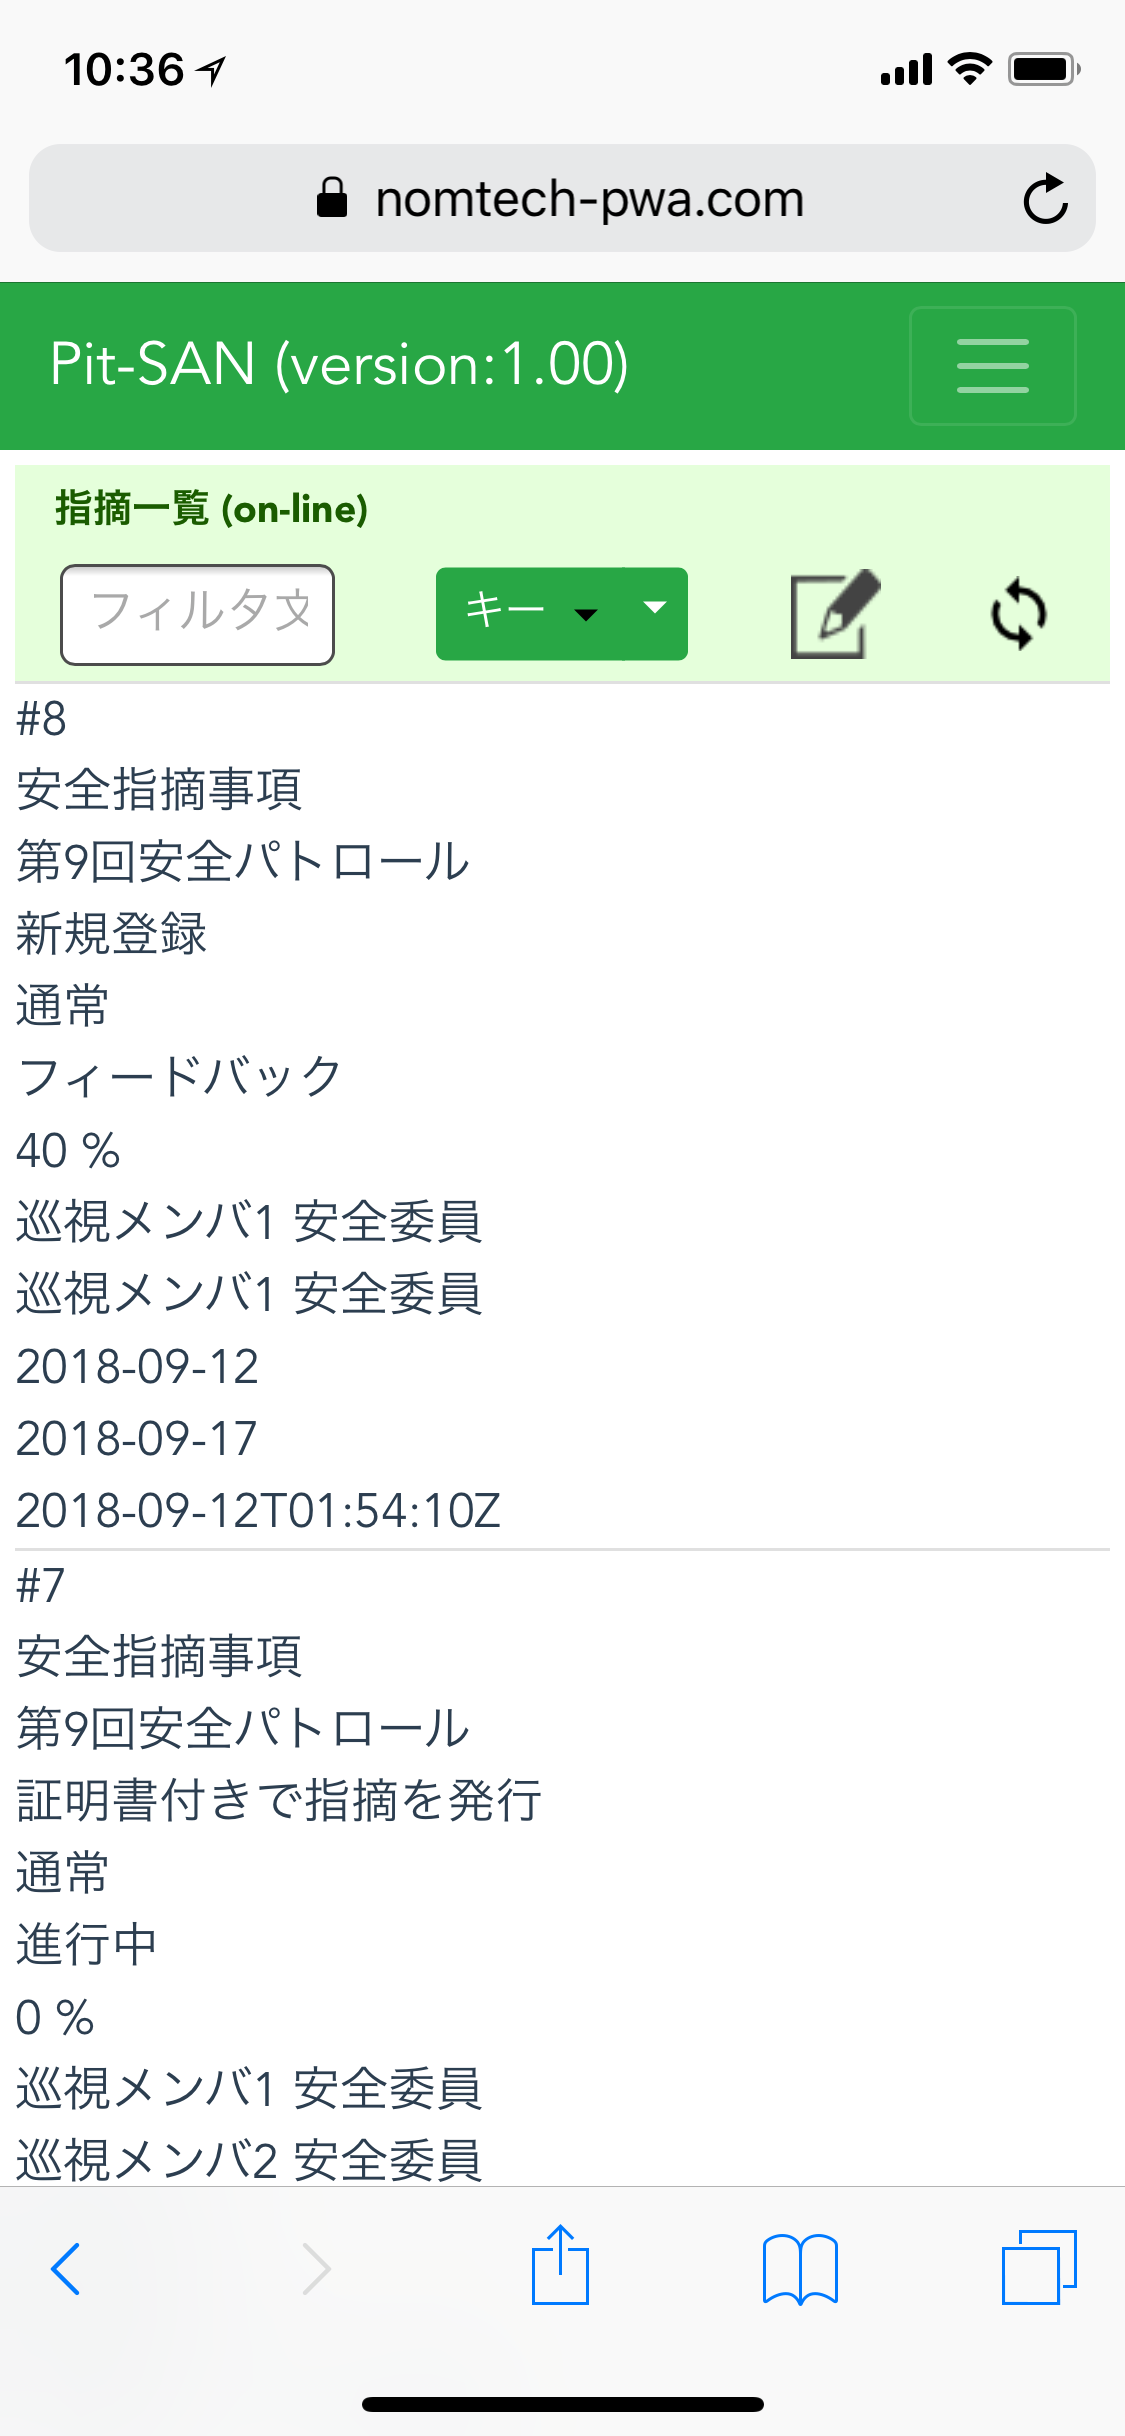 10:36
nomtech-pwa.com
Pit-SAN (version:1.00)
指摘一覧 (on-line)
フィルタ文
キー
#8
安全指摘事項
第9回安全パトロール
新規登録
通常
フィードバック
40 %
巡視メンバ1 安全委員
巡視メンバ1 安全委員
2018-09-12
2018-09-17
2018-09-12T01:54:10Z
#7
安全指摘事項
第9回安全パトロール
証明書付きで指摘を発行
通常
進行中
0 %
巡視メンバ1 安全委員
巡視メンバ2 安全委員